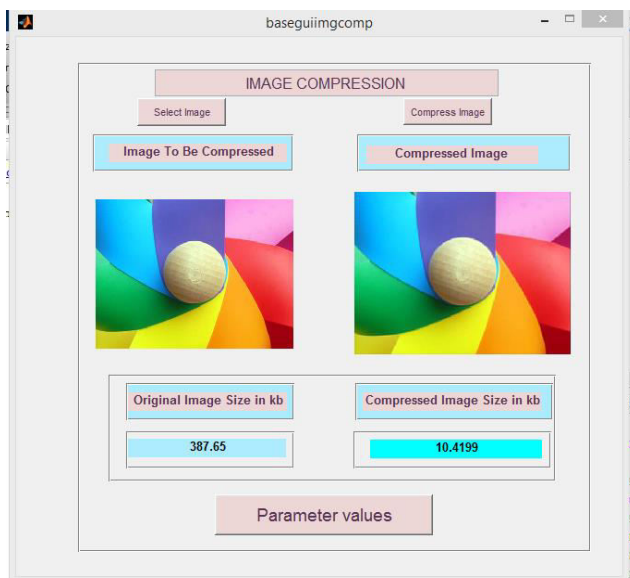 baseguiimgcomp
IMAGE COMPRESSION
Select Image
Compress Image
Image To Be Compressed
Compressed Image
Original Image Size in kb
Compressed Image Size in kb
387.65
10.4199
Parameter values